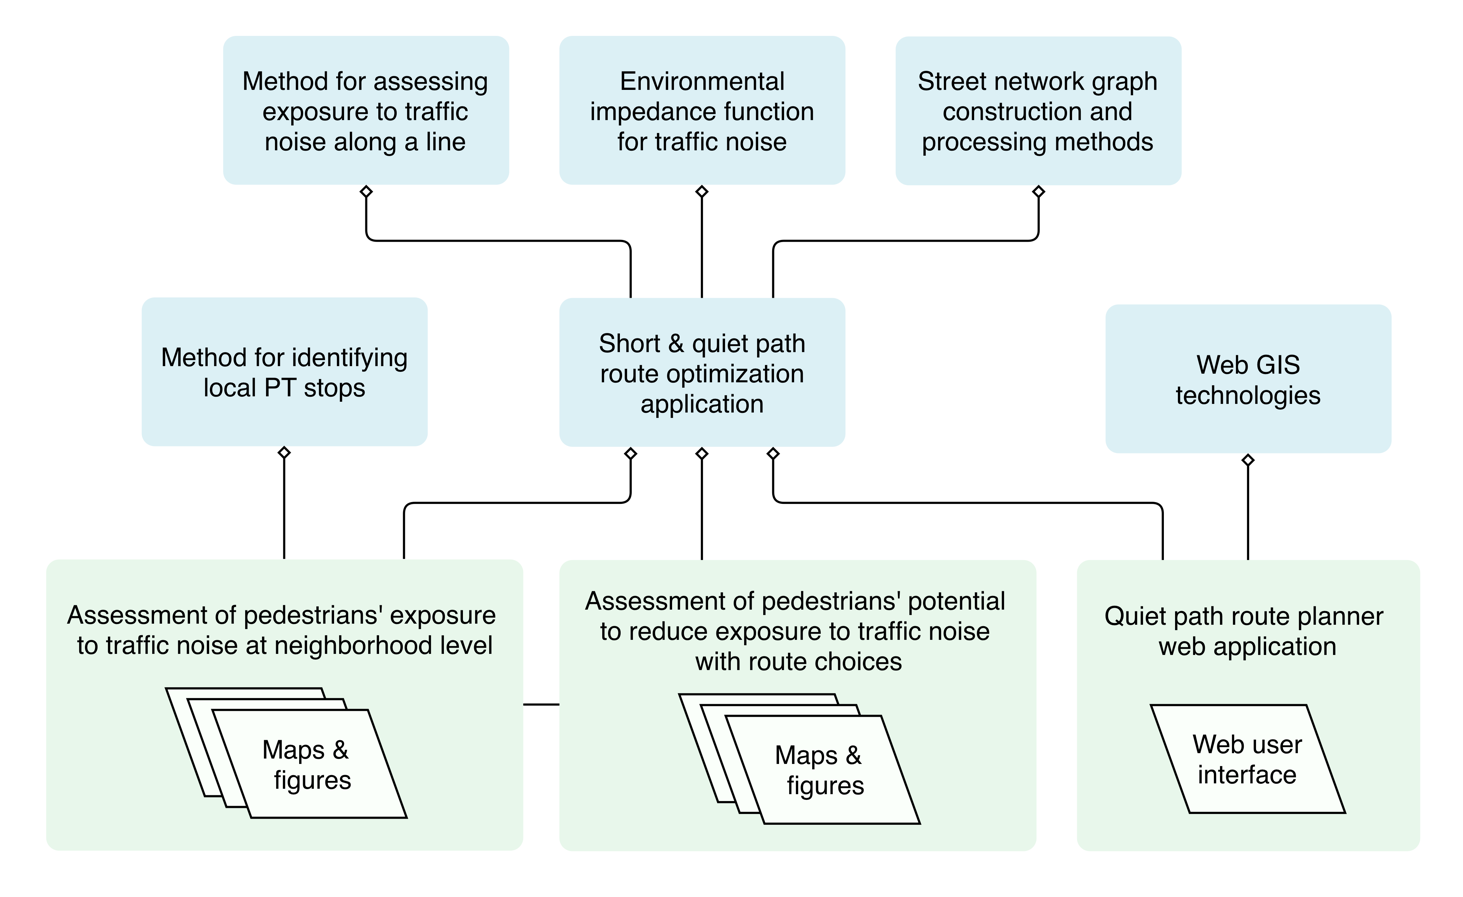 Method for assessing
exposure to traffic
noise along a line
Environmental
impedance function
for traffic noise
Street network graph
construction and
processing methods
Method for identifying
local PT stops
Short & quiet path
route optimization
application
Web GIS
technologies
Assessment of pedestrians' exposure
to traffic noise at neighborhood level
Maps &
figures
Assessment of pedestrians' potential
to reduce exposure to traffic noise
with route choices
Maps &
figures
Quiet path route planner
web application
Web user
interface